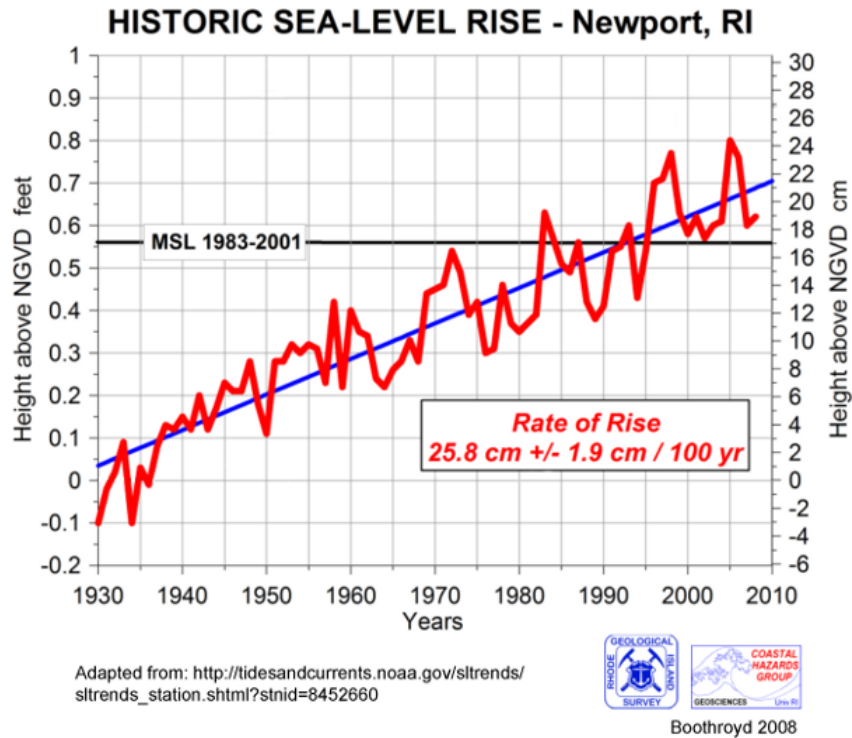 HISTORIC SEA-LEVEL RISE - Newport, RI
Height above NGVD feet
1
0.9
0.8
0.7
0.6
0.5
0.4
0.3
0.2
0.1
0
-0.1
-0.2
MSL 1983-2001
Rate of Rise
25.8 cm +/- 1.9 cm / 100 yr
30
28
26
24
22
20
18
16
14
12
10
8
6
4
2
0
-2
-4
-6
Height above NGVD cm
1930 1940 1950 1960 1970 1980 1990 2000 2010
Years
Adapted from: http://tidesandcurrents.noaa.gov/sltrends/
sltrends_station.shtml?stnid=8452660
GEOLOGICAL
RHODE
ISLAND
SURVEY
COASTAL
HAZARDS
GROUP
GEOSCIENCES Univ RI
Boothroyd 2008